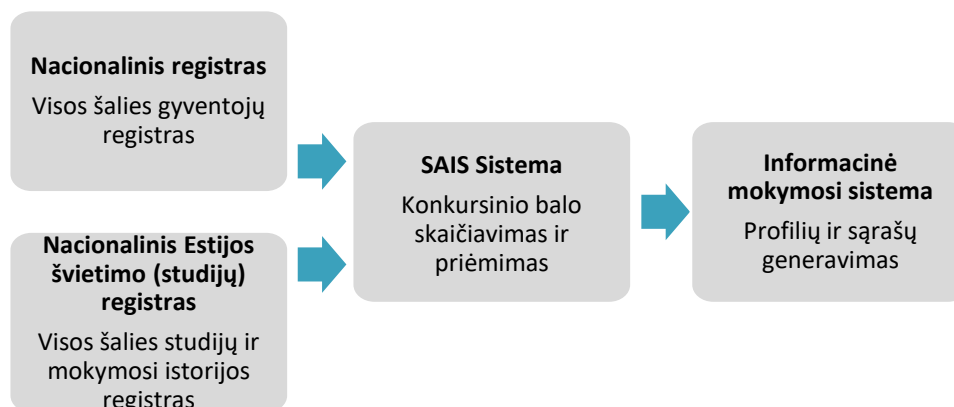 Nacionalinis registras
Visos šalies gyventojų
registras
Nacionalinis Estijos
švietimo (studijų)
registras
Visos šalies studijų ir
mokymosi istorijos
registras
SAIS Sistema
Konkursinio balo
skaičiavimas ir
priėmimas
Informacinė
mokymosi sistema
Profilių ir sąrašų
generavimas